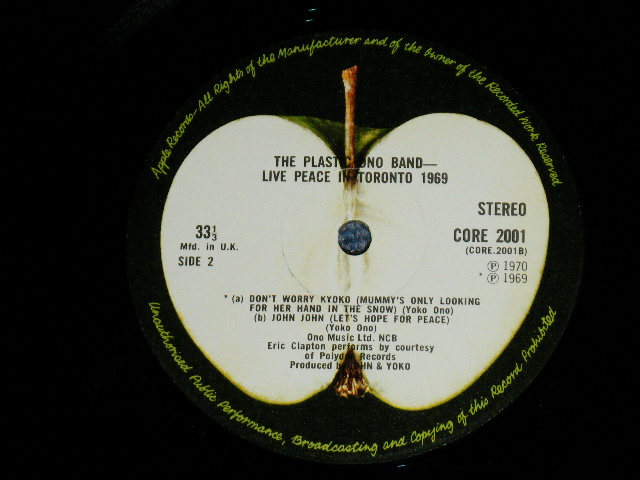 Apple Records-All Rights of the Manufacturer and of the Owner of the Recorded Work Reserved
THE PLASTIC ONO BAND—
LIVE PEACE IN TORONTO 1969
33⅓
Mfd. in U.K.
SIDE 2
STEREO
CORE 2001
(CORE.2001B)
℗ 1970
* ℗ 1969
* (a) DON'T WORRY KYOKO (MUMMY'S ONLY LOOKING
FOR HER HAND IN THE SNOW) (Yoko Ono)
(b) JOHN JOHN (LET'S HOPE FOR PEACE)
(Yoko Ono)
Ono Music Ltd. NCB
Eric Clapton performs by courtesy
of Polydor Records
Produced by JOHN & YOKO
Unauthorised Public Performance, Broadcasting and Copying of this Record Prohibited